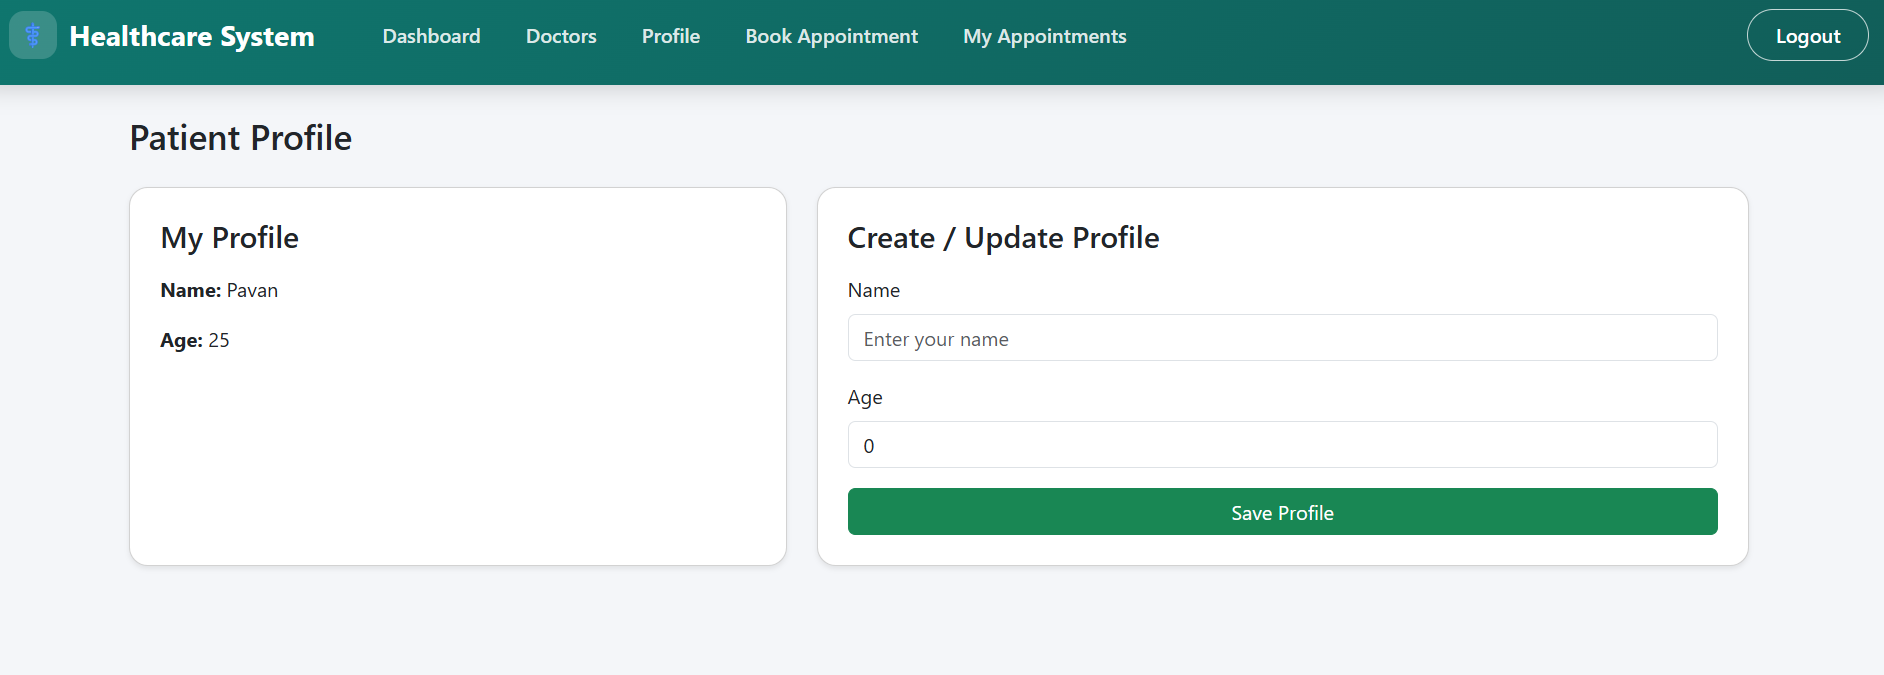 Healthcare System Dashboard Doctors Profile Book Appointment My Appointments Logout
Patient Profile
My Profile
Name: Pavan
Age: 25
Create / Update Profile
Name
Enter your name
Age
0
Save Profile